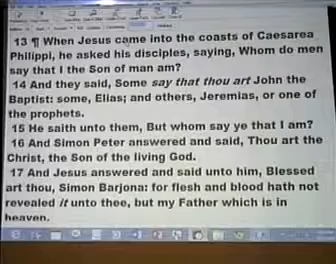 13 ¶ When Jesus came into the coasts of Caesarea
Philippi, he asked his disciples, saying, Whom do men
say that I the Son of man am?
14 And they said, Some say that thou art John the
Baptist: some, Elias; and others, Jeremias, or one of
the prophets.
15 He saith unto them, But whom say ye that I am?
16 And Simon Peter answered and said, Thou art the
Christ, the Son of the living God.
17 And Jesus answered and said unto him, Blessed
art thou, Simon Barjona: for flesh and blood hath not
revealed it unto thee, but my Father which is in
heaven.